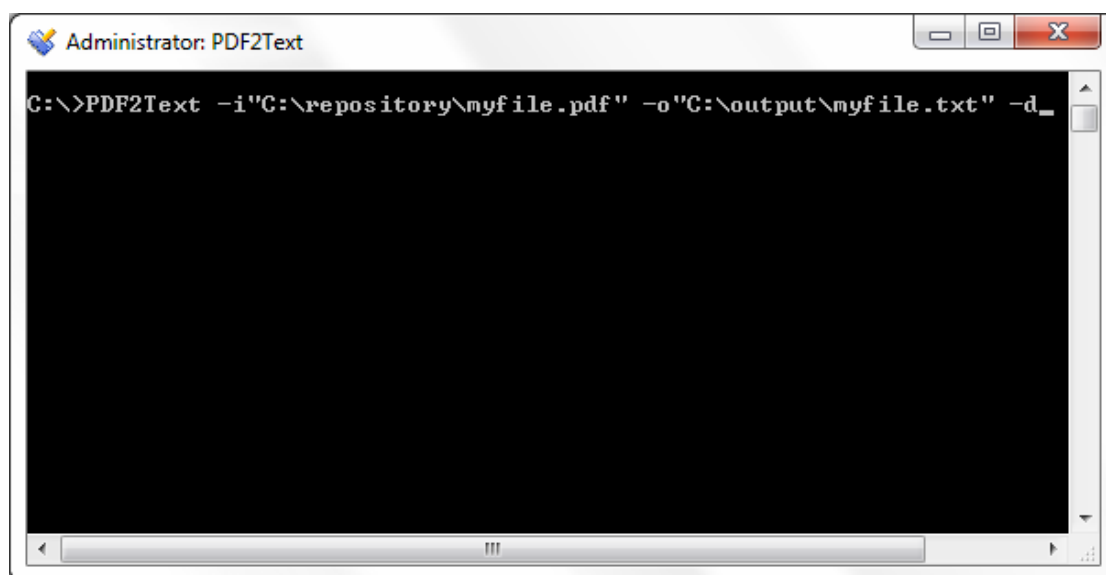 Administrator: PDF2Text
C:\>PDF2Text -i"C:\repository\myfile.pdf" -o"C:\output\myfile.txt" -d_